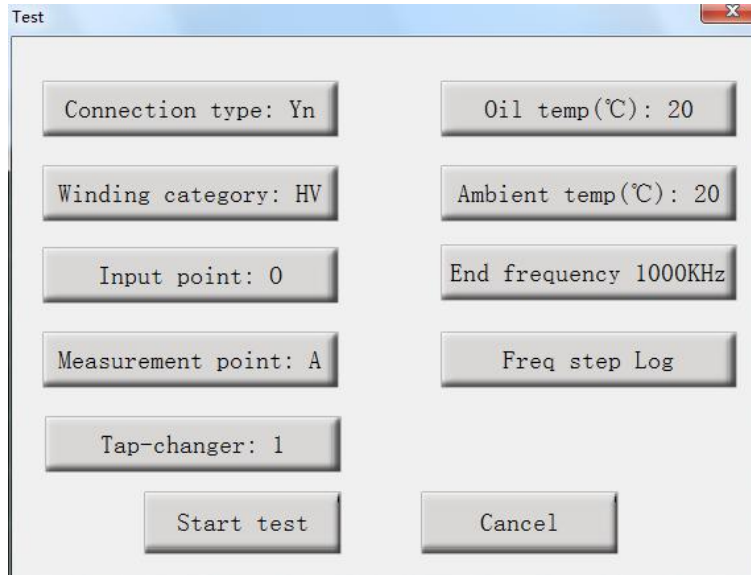 Test
Connection type: Yn
Oil temp(℃): 20
Winding category: HV
Ambient temp(℃): 20
Input point: O
End frequency 1000KHz
Measurement point: A
Freq step Log
Tap-changer: 1
Start test
Cancel